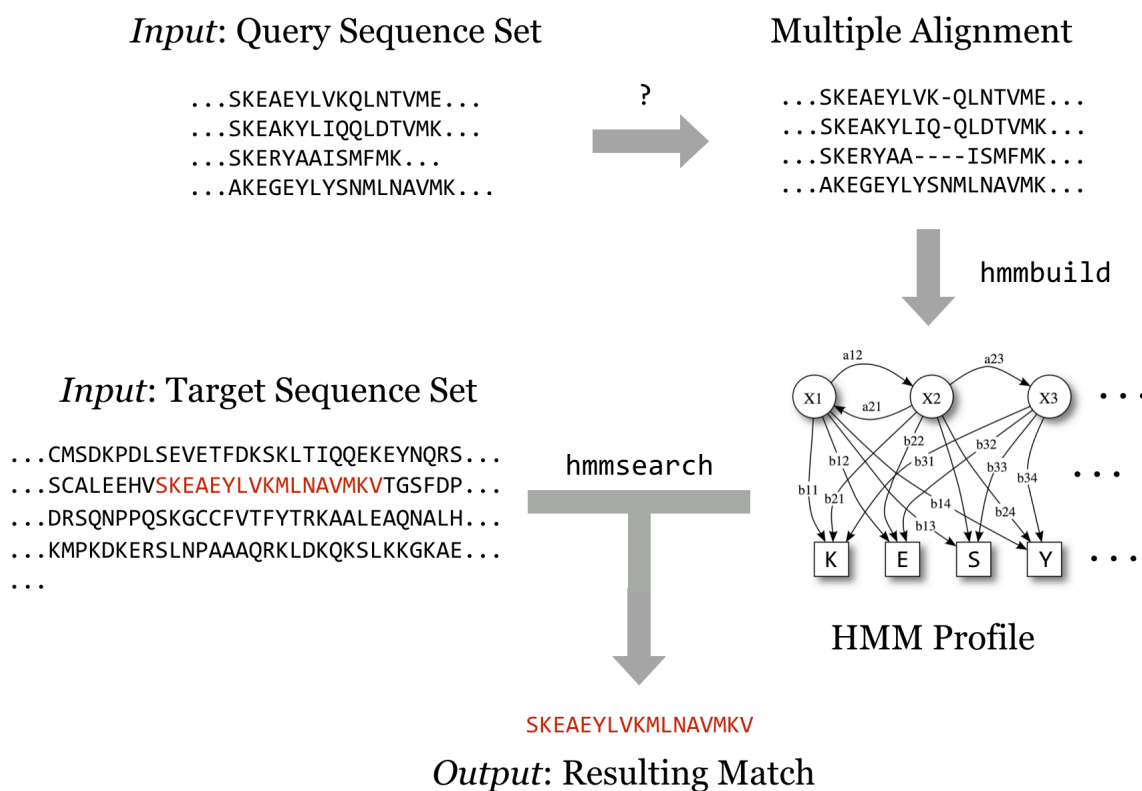 Input: Query Sequence Set
Multiple Alignment
...SKEAEYLVKQLNTVME...
...SKEAKYLIQQLDTVMK...
...SKERYAAISMFMK...
...AKEGEYLYSNMLNAVMK...
?
...SKEAEYLVK-QLNTVME...
...SKEAKYLIQ-QLDTVMK...
...SKERYAA----ISMFMK...
...AKEGEYLYSNMLNAVMK...
hmmbuild
Input: Target Sequence Set
...CMSDKPDLSEVETFDKSKLTIQQEKEYNQRS...
...SCALEEHVSKEAEYLVKMLNAVMKVTGSFDP...
...DRSQNPPQSKGCCFVTFYTRKAALEAQNALH...
...KMPKDKERSLNPAAAQRKLDKQKSLKKGKAE...
...
hmmsearch
a12
a23
X1
X2
X3
...
a21
b22
b32
b12
b31
b33
...
b11
b21
b14
b34
b13
b24
K
E
S
Y
...
HMM Profile
SKEAEYLVKMLNAVMKV
Output: Resulting Match